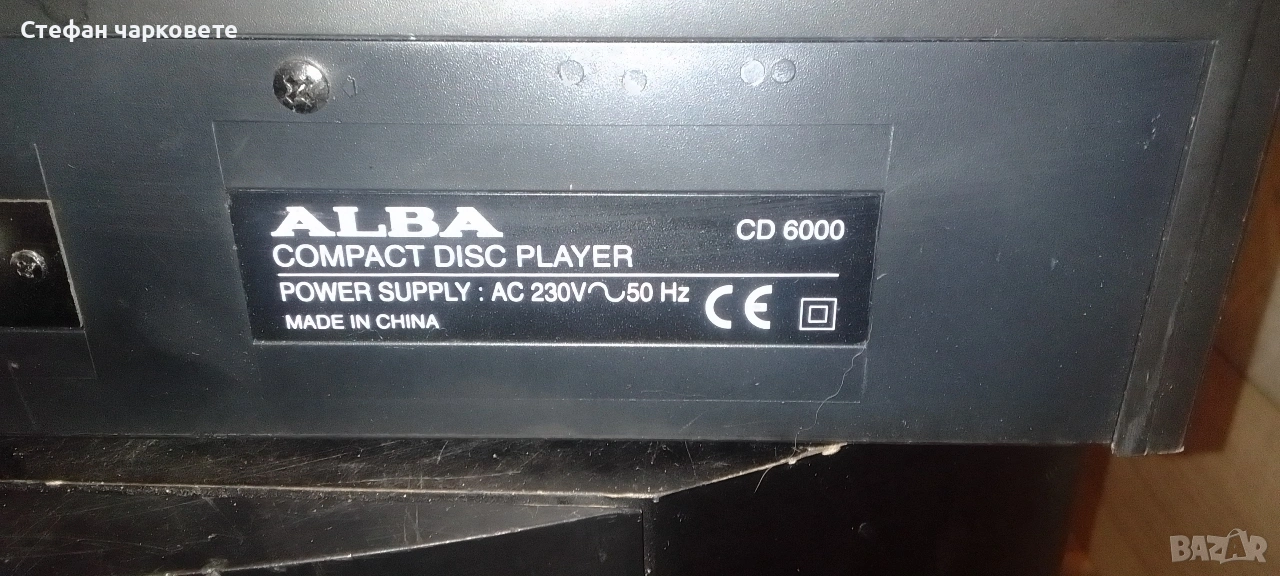 Стефан чарковете
ALBA
CD 6000
COMPACT DISC PLAYER
POWER SUPPLY : AC 230V～50 Hz
CE
MADE IN CHINA
BAZAR